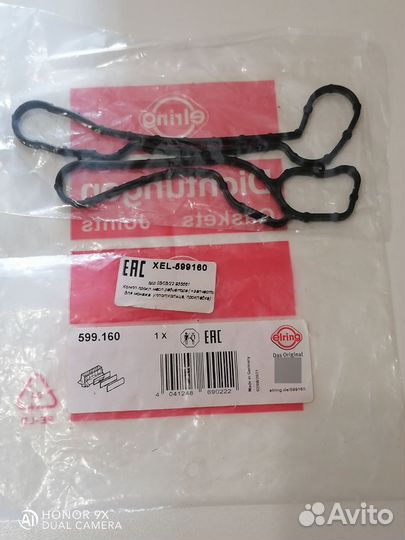 elring
Dichtungen
Gaskets
Joints
EAC XEL-599160
599.160
1 X
EAC
elring
Das Original
Made in Germany
4 041248 690222
elring.de/599160
HONOR 9X
DUAL CAMERA
Avito